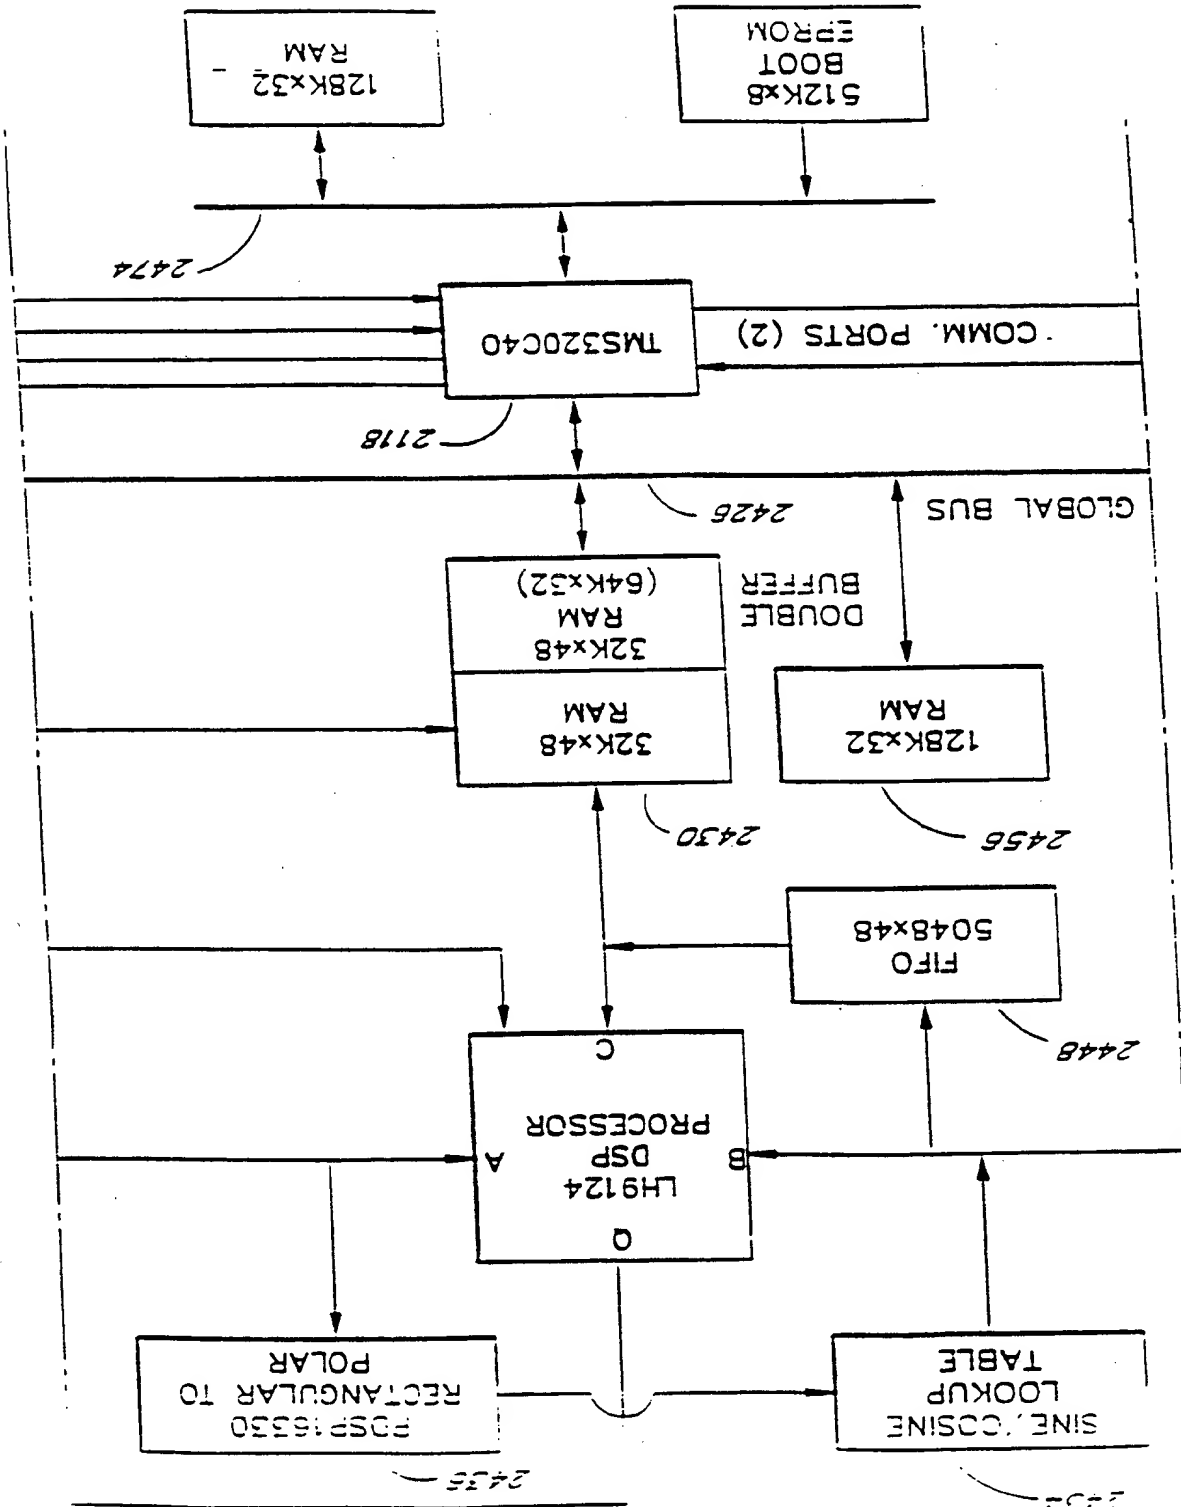 2436
SINE/COSINE
LOOKUP
TABLE
PDSP16330
RECTANGULAR TO
POLAR
Q
LH9124
DSP
PROCESSOR
B
A
C
2448
FIFO
5048x48
2456
2430
128Kx32
RAM
32Kx48
RAM
32Kx48
RAM
(64Kx32)
DOUBLE
BUFFER
GLOBAL BUS
2426
2118
COMM. PORTS (2)
TMS320C40
2474
512Kx8
BOOT
EPROM
128Kx32
RAM